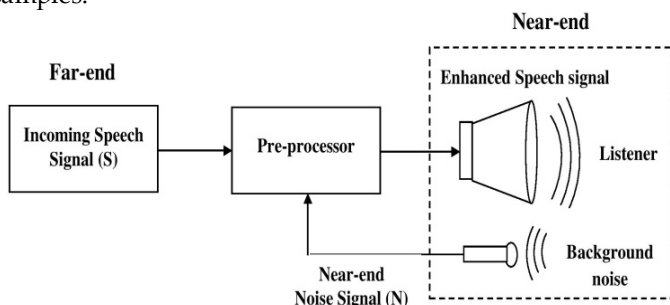 Near-end
Far-end
Enhanced Speech signal
Incoming Speech
Signal (S)
Pre-processor
Listener
Background
noise
Near-end
Noise Signal (N)